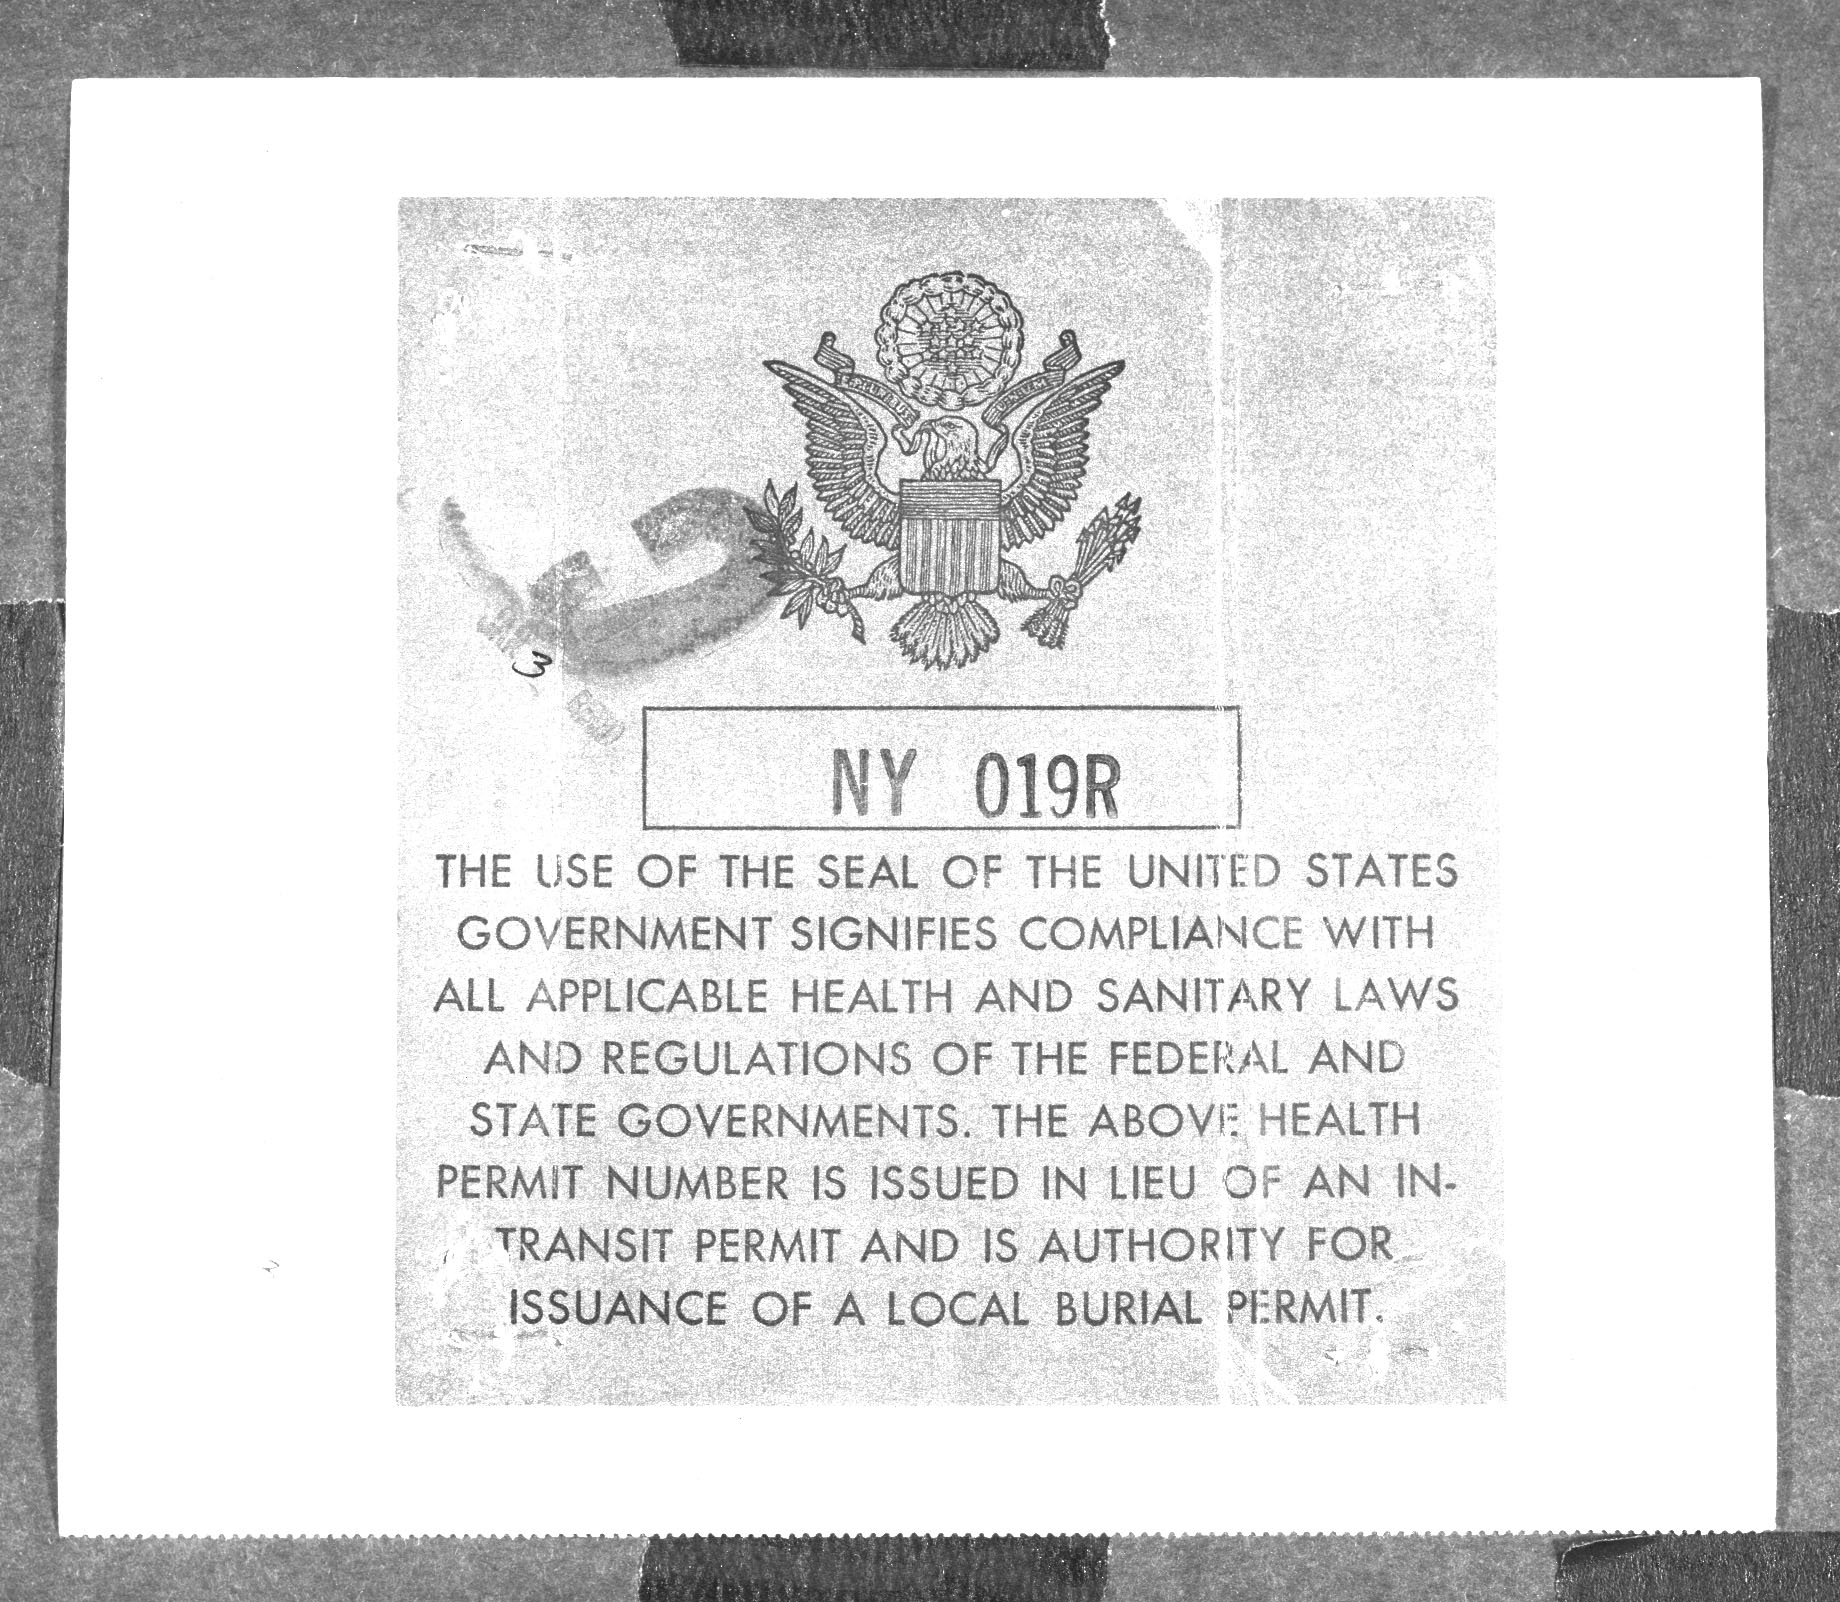 3
NY 019R
THE USE OF THE SEAL OF THE UNITED STATES
GOVERNMENT SIGNIFIES COMPLIANCE WITH
ALL APPLICABLE HEALTH AND SANITARY LAWS
AND REGULATIONS OF THE FEDERAL AND
STATE GOVERNMENTS. THE ABOVE HEALTH
PERMIT NUMBER IS ISSUED IN LIEU OF AN IN-
TRANSIT PERMIT AND IS AUTHORITY FOR
ISSUANCE OF A LOCAL BURIAL PERMIT.